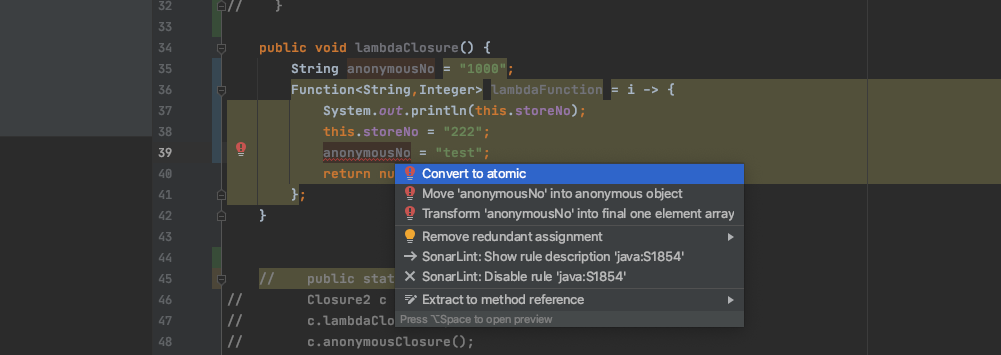 32 //    }
33
34 public void lambdaClosure() {
35 String anonymousNo = "1000";
36 Function<String,Integer> lambdaFunction = i -> {
37 System.out.println(this.storeNo);
38 this.storeNo = "222";
39 anonymousNo = "test";
40 return nu
Convert to atomic
Move 'anonymousNo' into anonymous object
Transform 'anonymousNo' into final one element array
Remove redundant assignment
SonarLint: Show rule description 'java:S1854'
SonarLint: Disable rule 'java:S1854'
Extract to method reference
Press ⌥Space to open preview
41 };
42 }
43
44
45 //    public stat
46 //        Closure2 c
47 //        c.lambdaClo
48 //        c.anonymousClosure();